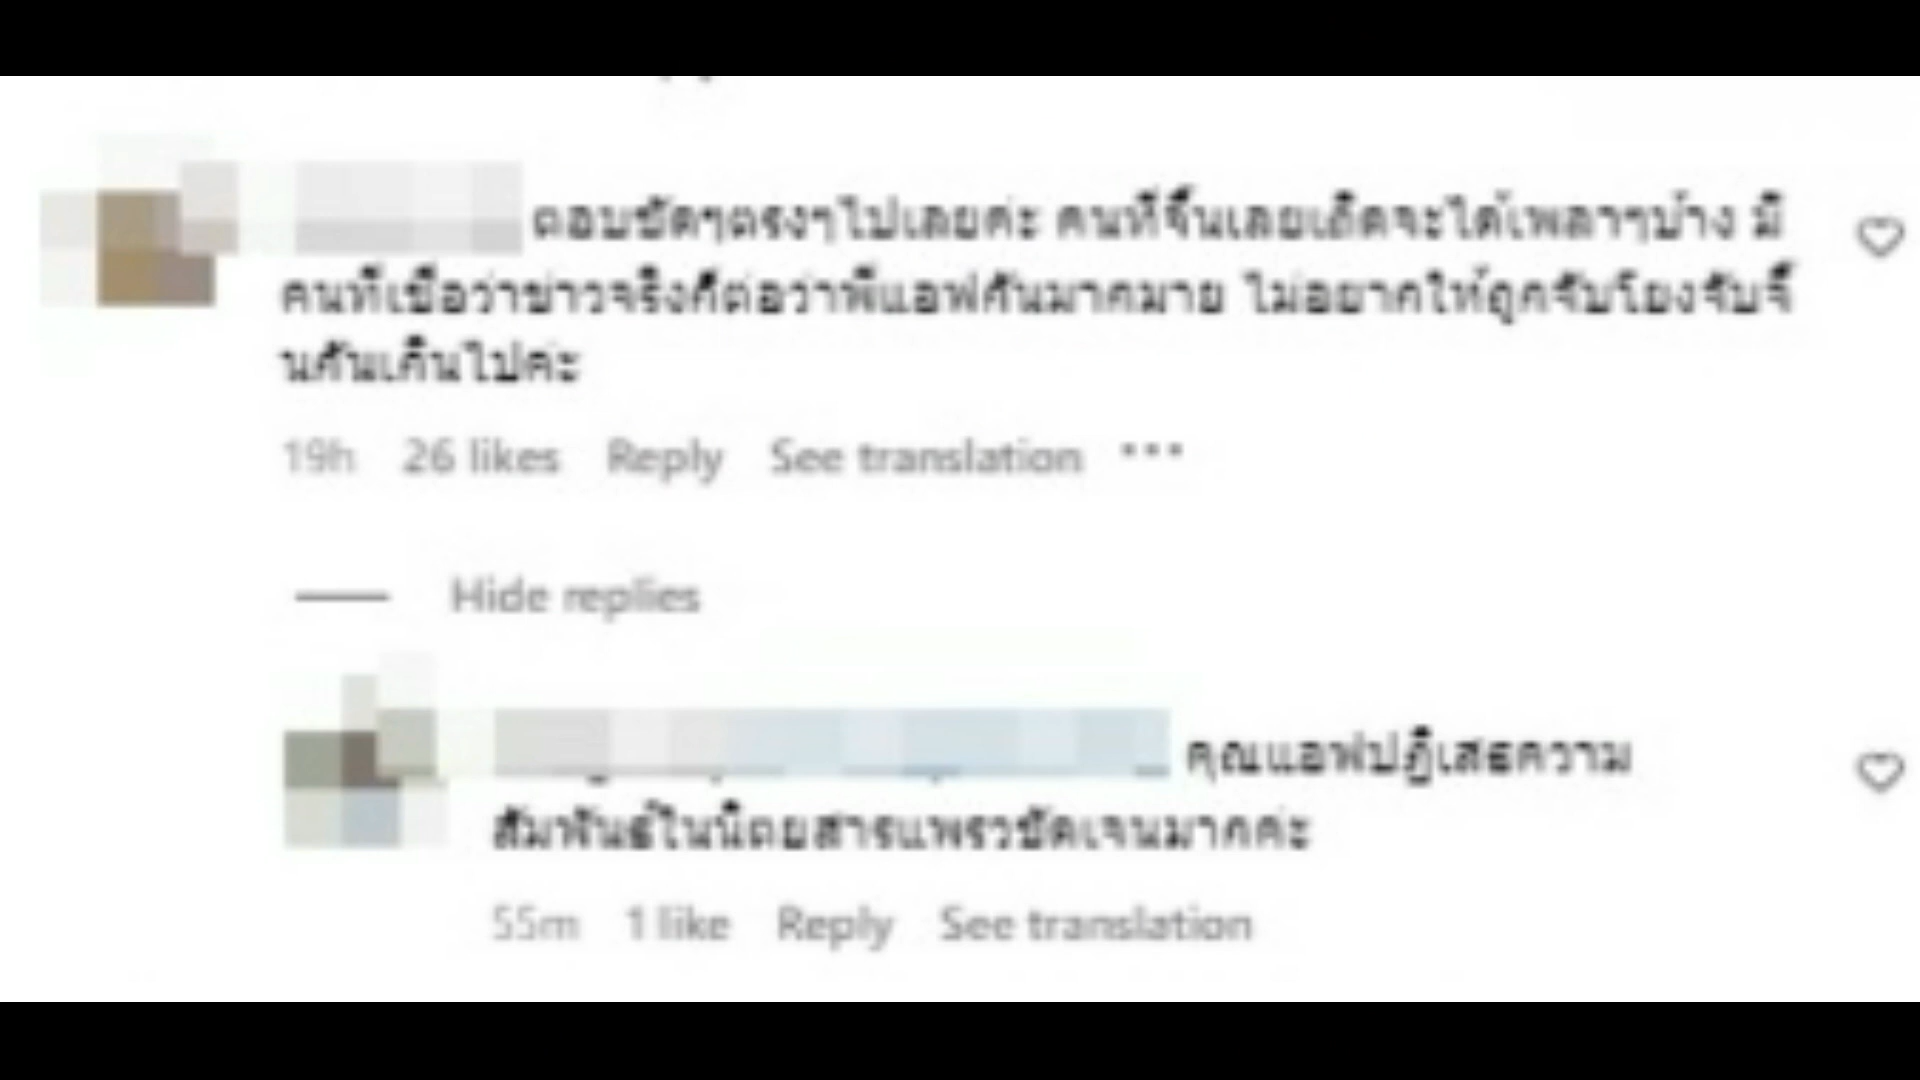 ตอบชัดๆตรงๆไปเลยค่ะ คนที่จิ้นเลยเถิดจะได้เพลาๆบ้าง มี
คนที่เชื่อว่าข่าวจริงก็ต่อว่าพี่แอฟกันมากมาย ไม่อยากให้ถูกจับโยงจับจิ้
นกันเกินไปค่ะ
19h 26 likes Reply See translation •••
Hide replies
คุณแอฟปฏิเสธความ
สัมพันธ์ในนิตยสารแพรวชัดเจนมากค่ะ
55m 1 like Reply See translation